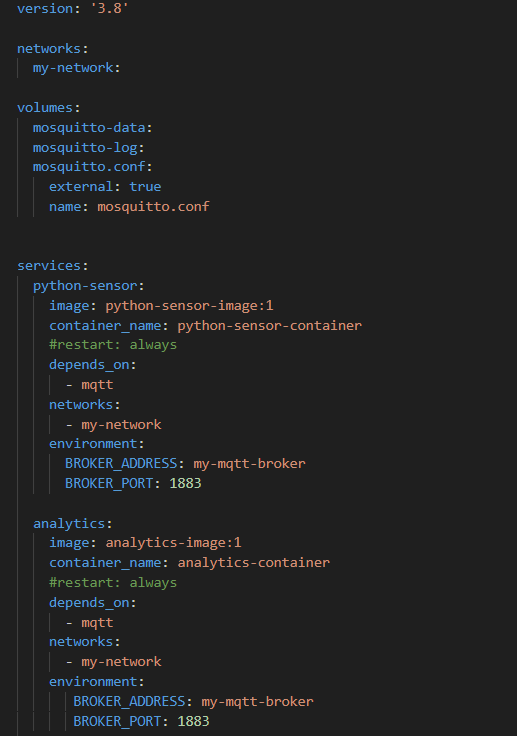 version: '3.8'
networks:
  my-network:
volumes:
  mosquitto-data:
  mosquitto-log:
  mosquitto.conf:
    external: true
    name: mosquitto.conf
services:
  python-sensor:
    image: python-sensor-image:1
    container_name: python-sensor-container
    #restart: always
    depends_on:
      - mqtt
    networks:
      - my-network
    environment:
      BROKER_ADDRESS: my-mqtt-broker
      BROKER_PORT: 1883
  analytics:
    image: analytics-image:1
    container_name: analytics-container
    #restart: always
    depends_on:
      - mqtt
    networks:
      - my-network
    environment:
       BROKER_ADDRESS: my-mqtt-broker
       BROKER_PORT: 1883